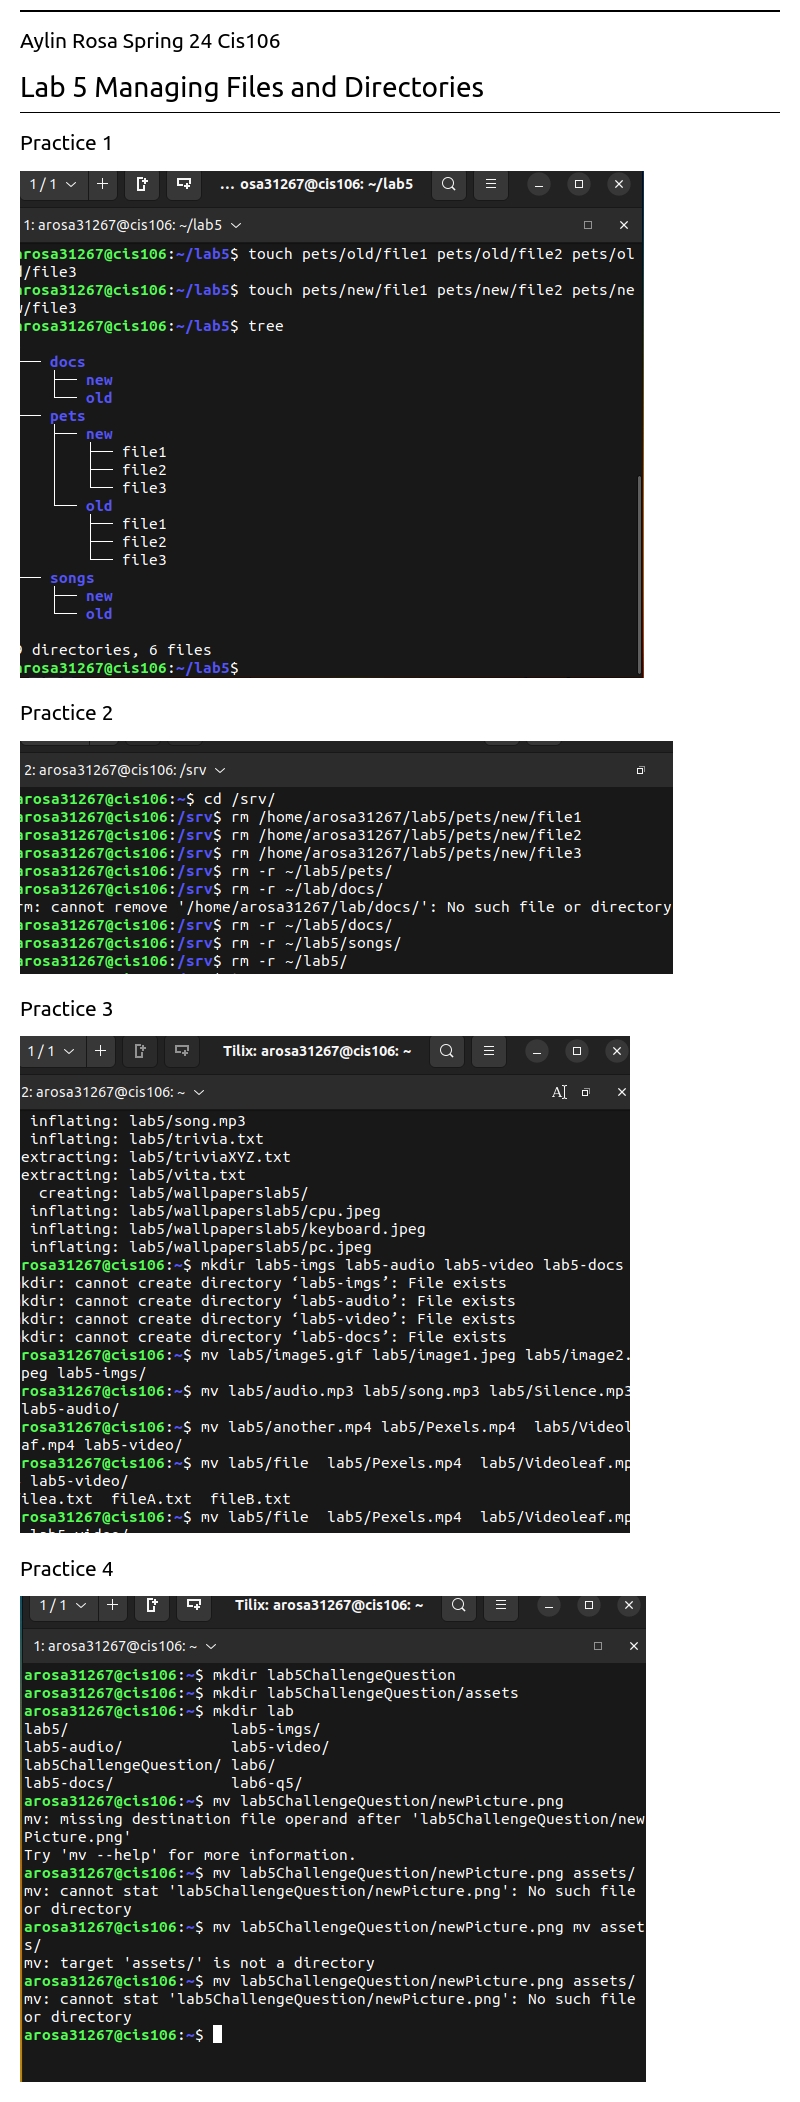 Aylin Rosa Spring 24 Cis106
Lab 5 Managing Files and Directories
Practice 1
1 / 1 ... osa31267@cis106: ~/lab5
1: arosa31267@cis106: ~/lab5
arosa31267@cis106:~/lab5$ touch pets/old/file1 pets/old/file2 pets/ol
d/file3
arosa31267@cis106:~/lab5$ touch pets/new/file1 pets/new/file2 pets/ne
w/file3
arosa31267@cis106:~/lab5$ tree
docs
new
old
pets
new
file1
file2
file3
old
file1
file2
file3
songs
new
old
directories, 6 files
arosa31267@cis106:~/lab5$
Practice 2
2: arosa31267@cis106: /srv
arosa31267@cis106:~$ cd /srv/
arosa31267@cis106:/srv$ rm /home/arosa31267/lab5/pets/new/file1
arosa31267@cis106:/srv$ rm /home/arosa31267/lab5/pets/new/file2
arosa31267@cis106:/srv$ rm /home/arosa31267/lab5/pets/new/file3
arosa31267@cis106:/srv$ rm -r ~/lab5/pets/
arosa31267@cis106:/srv$ rm -r ~/lab/docs/
rm: cannot remove '/home/arosa31267/lab/docs/': No such file or directory
arosa31267@cis106:/srv$ rm -r ~/lab5/docs/
arosa31267@cis106:/srv$ rm -r ~/lab5/songs/
arosa31267@cis106:/srv$ rm -r ~/lab5/
Practice 3
1 / 1 Tilix: arosa31267@cis106: ~
2: arosa31267@cis106: ~
inflating: lab5/song.mp3
inflating: lab5/trivia.txt
extracting: lab5/triviaXYZ.txt
extracting: lab5/vita.txt
creating: lab5/wallpaperslab5/
inflating: lab5/wallpaperslab5/cpu.jpeg
inflating: lab5/wallpaperslab5/keyboard.jpeg
inflating: lab5/wallpaperslab5/pc.jpeg
rosa31267@cis106:~$ mkdir lab5-imgs lab5-audio lab5-video lab5-docs
kdir: cannot create directory ‘lab5-imgs’: File exists
kdir: cannot create directory ‘lab5-audio’: File exists
kdir: cannot create directory ‘lab5-video’: File exists
kdir: cannot create directory ‘lab5-docs’: File exists
rosa31267@cis106:~$ mv lab5/image5.gif lab5/image1.jpeg lab5/image2.
peg lab5-imgs/
rosa31267@cis106:~$ mv lab5/audio.mp3 lab5/song.mp3 lab5/Silence.mp3
lab5-audio/
rosa31267@cis106:~$ mv lab5/another.mp4 lab5/Pexels.mp4  lab5/Videol
eaf.mp4 lab5-video/
rosa31267@cis106:~$ mv lab5/file  lab5/Pexels.mp4  lab5/Videoleaf.mp
lab5-video/
ilea.txt  fileA.txt  fileB.txt
rosa31267@cis106:~$ mv lab5/file  lab5/Pexels.mp4  lab5/Videoleaf.mp
lab5-video/
Practice 4
1 / 1 Tilix: arosa31267@cis106: ~
1: arosa31267@cis106: ~
arosa31267@cis106:~$ mkdir lab5ChallengeQuestion
arosa31267@cis106:~$ mkdir lab5ChallengeQuestion/assets
arosa31267@cis106:~$ mkdir lab
lab5/ lab5-imgs/
lab5-audio/ lab5-video/
lab5ChallengeQuestion/ lab6/
lab5-docs/ lab6-q5/
arosa31267@cis106:~$ mv lab5ChallengeQuestion/newPicture.png
mv: missing destination file operand after 'lab5ChallengeQuestion/new
Picture.png'
Try 'mv --help' for more information.
arosa31267@cis106:~$ mv lab5ChallengeQuestion/newPicture.png assets/
mv: cannot stat 'lab5ChallengeQuestion/newPicture.png': No such file
or directory
arosa31267@cis106:~$ mv lab5ChallengeQuestion/newPicture.png mv asset
s/
mv: target 'assets/' is not a directory
arosa31267@cis106:~$ mv lab5ChallengeQuestion/newPicture.png assets/
mv: cannot stat 'lab5ChallengeQuestion/newPicture.png': No such file
or directory
arosa31267@cis106:~$